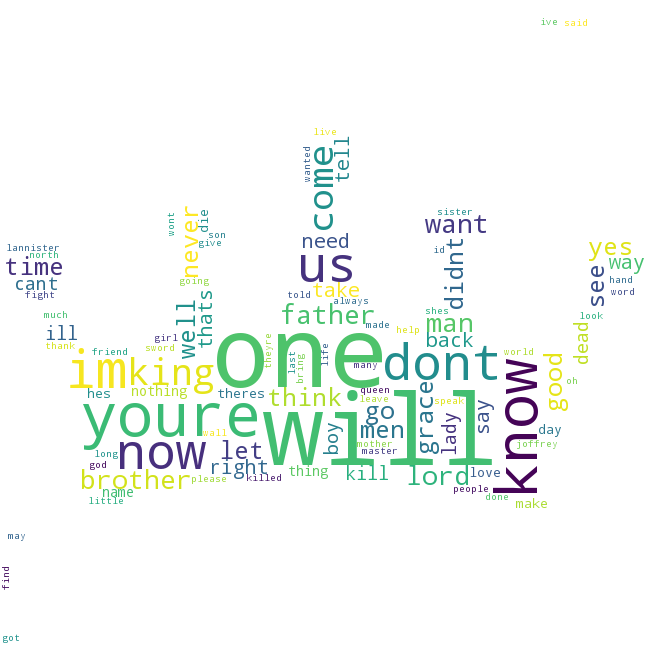 ive said
live
wanted
come
tell
sister
never
wont
die
son
give
want
need
us
lannister
north
time
cant
fight
id
didnt
yes
way
see
hand
word
going
take
told
always
much
ill
thank
well
thats
father
made
shes
man
back
help
look
dead
girl
sword
friend
one
theyre
last
bring
life
many
dont
world
good
oh
im
king
hes
nothing
theres
think
queen
leave
speak
know
youre
will
go
men
boy
grace
lady
say
day
joffrey
wall
now
let
right
mother
master
love
long
god
brother
please
killed
thing
kill
lord
people
done
make
name
little
may
find
got